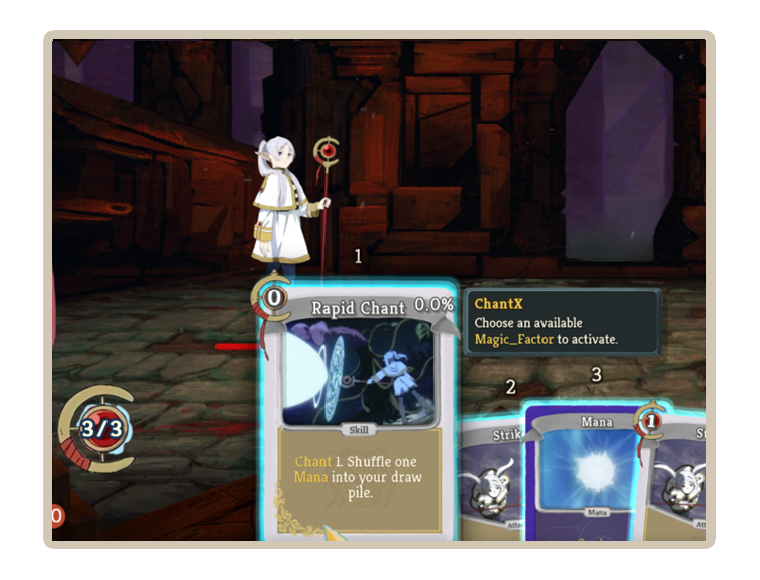 1
0
Rapid Chant 0.0%
ChantX
Choose an available
Magic_Factor to activate.
2
3
3/3
Skill
Mana
1
Chant 1. Shuffle one
Mana into your draw
pile.
Mana
0